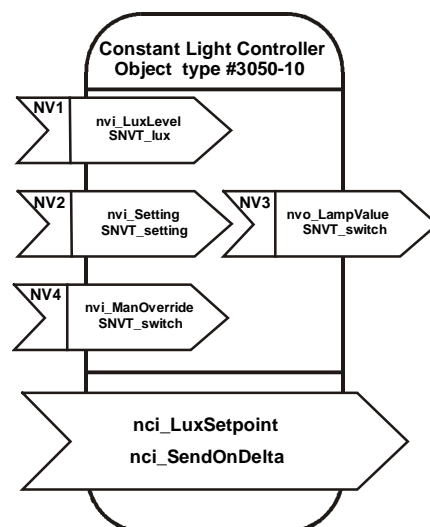 Constant Light Controller
Object type #3050-10
NV1
nvi_LuxLevel
SNVT_lux
NV2
nvi_Setting
SNVT_setting
NV3
nvo_LampValue
SNVT_switch
NV4
nvi_ManOverride
SNVT_switch
nci_LuxSetpoint
nci_SendOnDelta